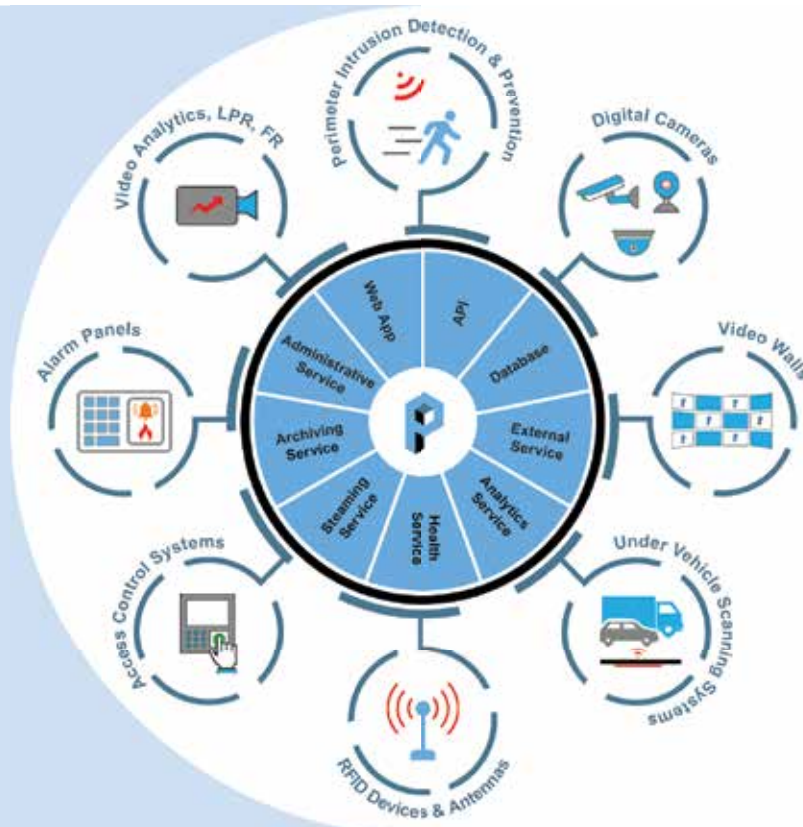 Perimeter Intrusion Detection & Prevention
Digital Cameras
Video Walls
Under Vehicle Scanning Systems
RFID Devices & Antennas
Access Control Systems
Alarm Panels
Video Analytics, LPR, FR
Web App
API
Database
External
Service
Analytics
Service
Health
Service
Steaming
Service
Archiving
Service
Administrative
Service